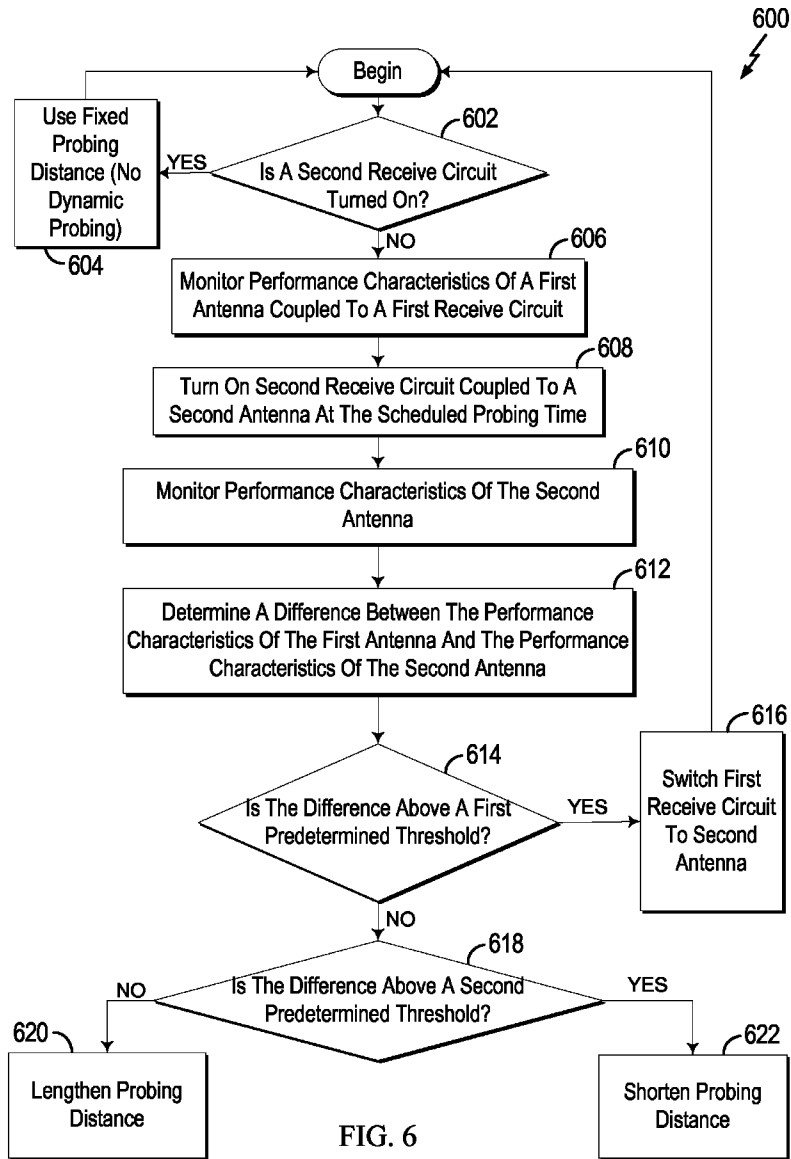 600
Begin
602
Is A Second Receive Circuit
Turned On?
YES
Use Fixed
Probing
Distance (No
Dynamic
Probing)
604
NO
606
Monitor Performance Characteristics Of A First
Antenna Coupled To A First Receive Circuit
608
Turn On Second Receive Circuit Coupled To A
Second Antenna At The Scheduled Probing Time
610
Monitor Performance Characteristics Of The Second
Antenna
612
Determine A Difference Between The Performance
Characteristics Of The First Antenna And The Performance
Characteristics Of The Second Antenna
614
Is The Difference Above A First
Predetermined Threshold?
YES
616
Switch First
Receive Circuit
To Second
Antenna
NO
618
Is The Difference Above A Second
Predetermined Threshold?
NO
YES
620
Lengthen Probing
Distance
622
Shorten Probing
Distance
FIG. 6